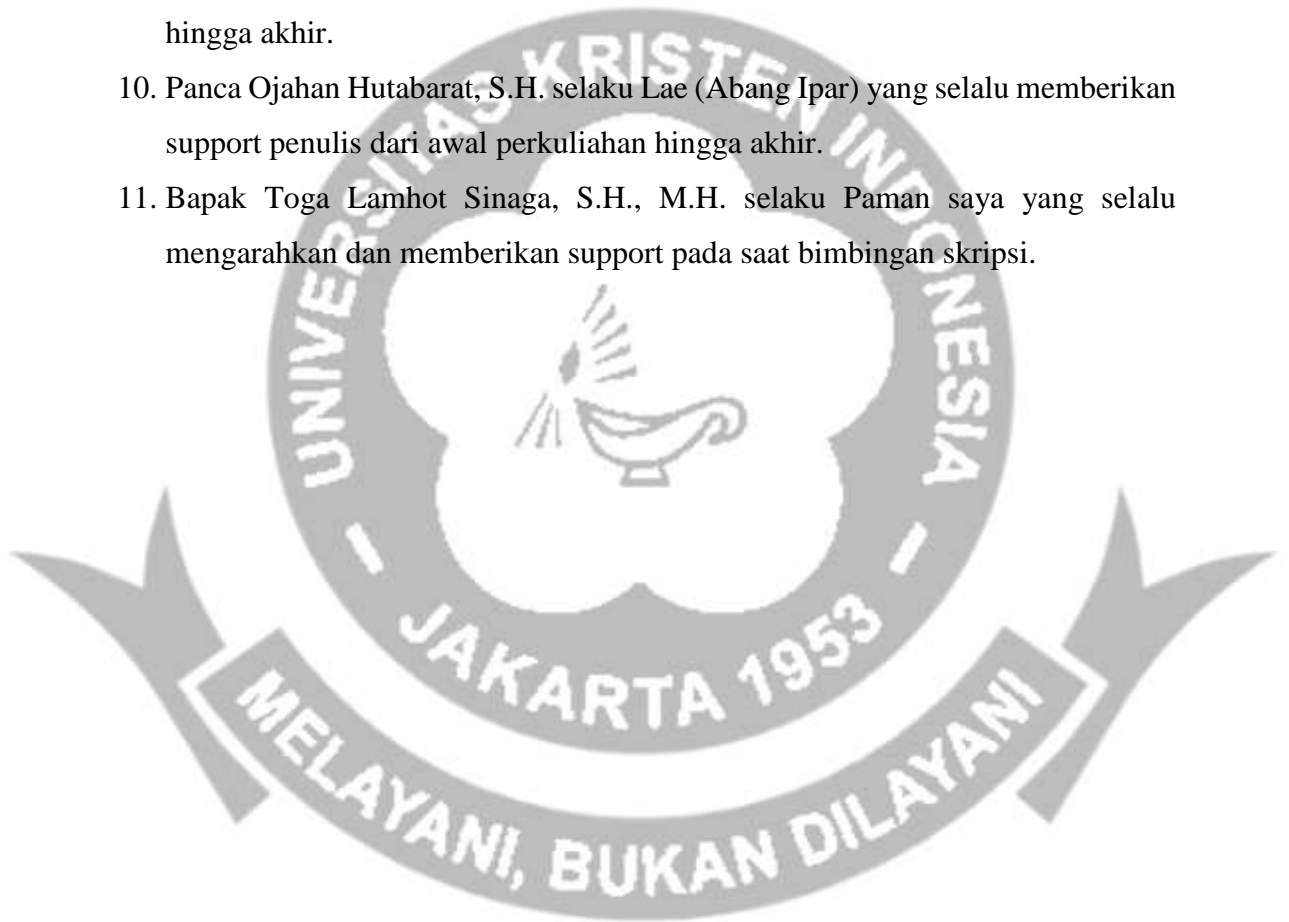 hingga akhir.
10. Panca Ojahan Hutabarat, S.H. selaku Lae (Abang Ipar) yang selalu memberikan
support penulis dari awal perkuliahan hingga akhir.
11. Bapak Toga Lamhot Sinaga, S.H., M.H. selaku Paman saya yang selalu
mengarahkan dan memberikan support pada saat bimbingan skripsi.
UNIVERSITAS KRISTEN INDONESIA
- JAKARTA 1953 -
MELAYANI, BUKAN DILAYANI